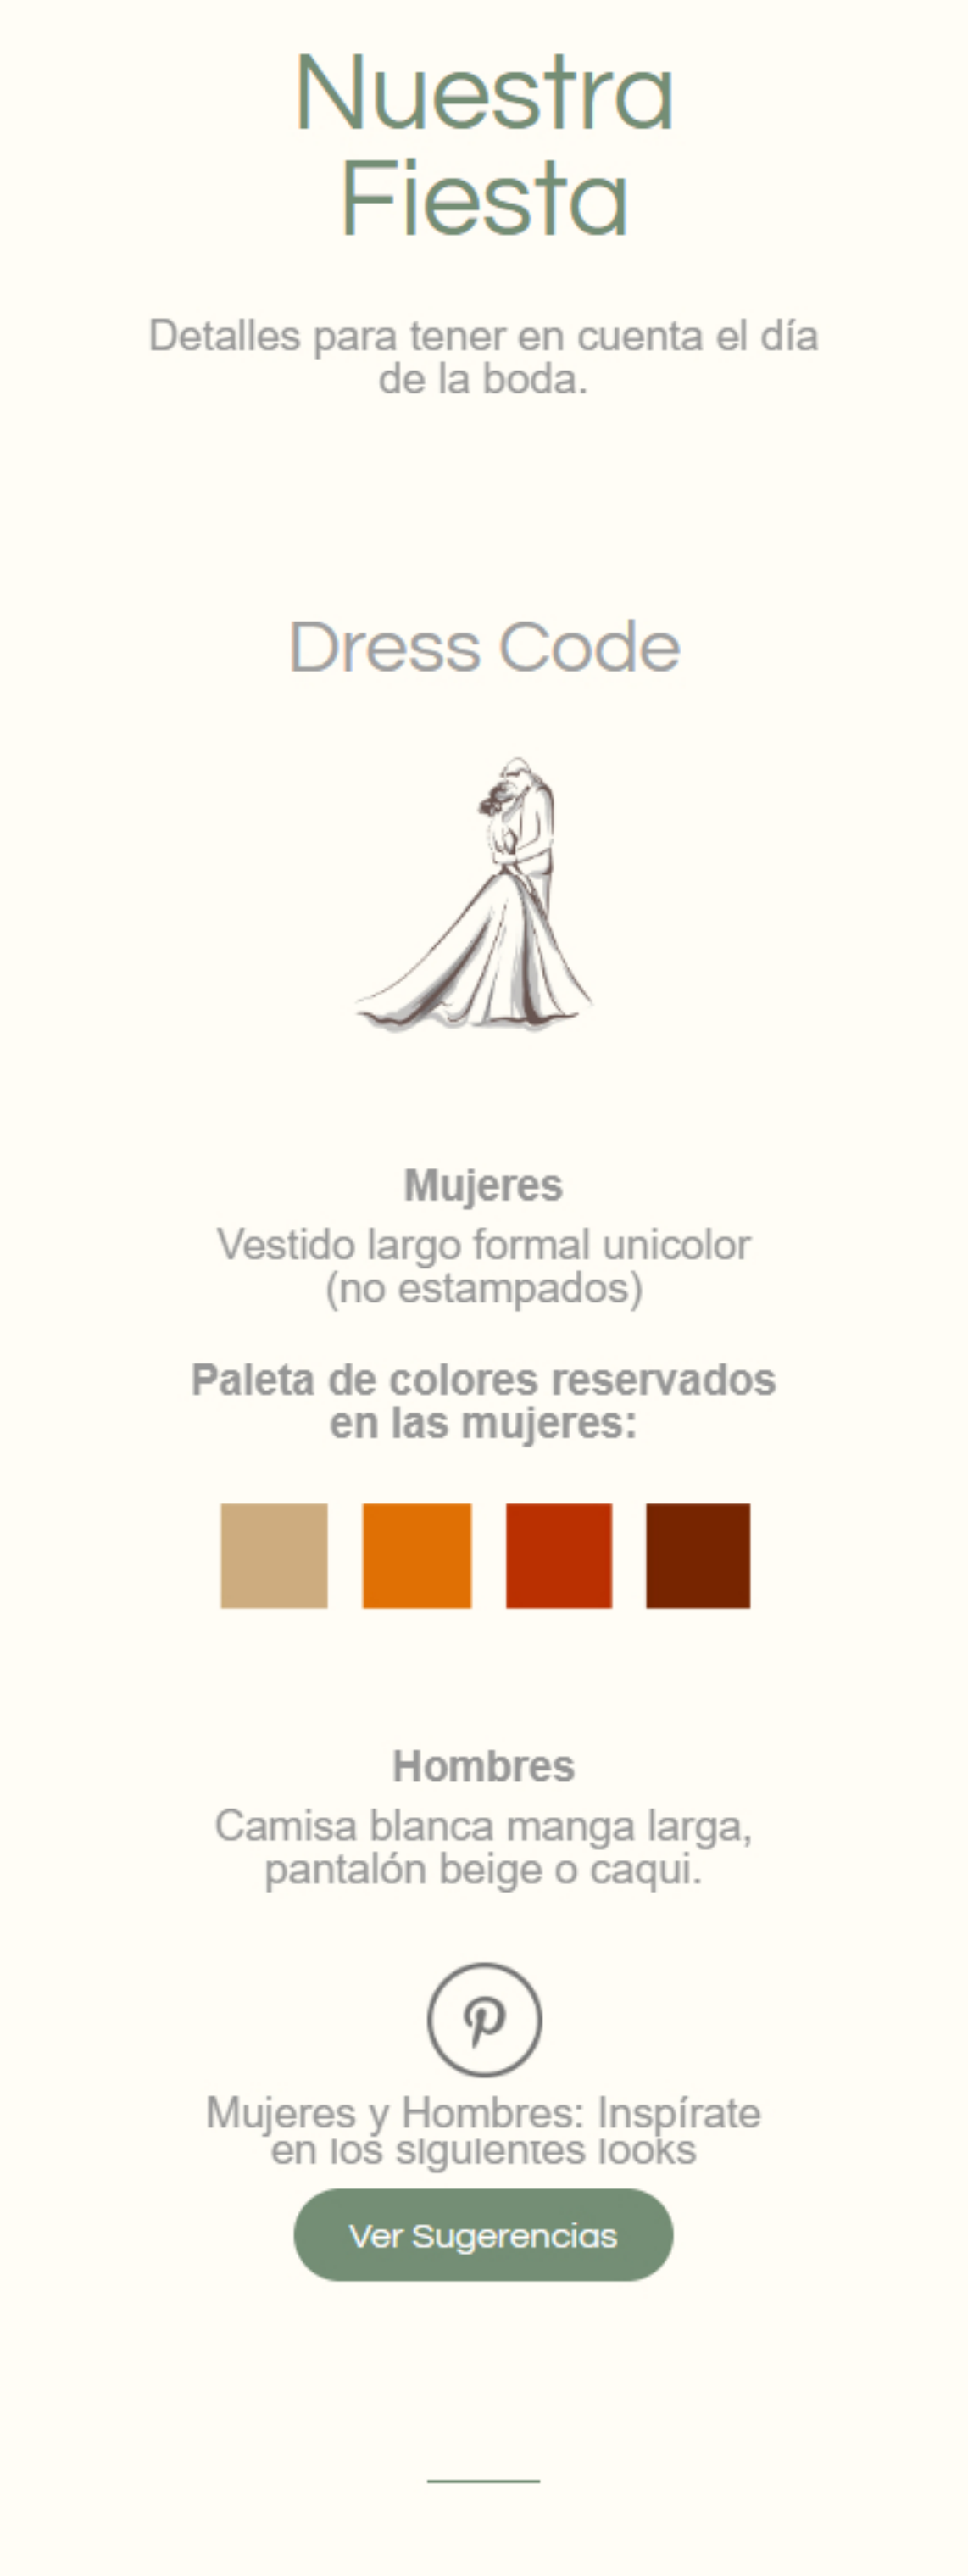 Nuestra
Fiesta
Detalles para tener en cuenta el día
de la boda.
Dress Code
Mujeres
Vestido largo formal unicolor
(no estampados)
Paleta de colores reservados
en las mujeres:
Hombres
Camisa blanca manga larga,
pantalón beige o caqui.
Mujeres y Hombres: Inspírate
en los siguientes looks
Ver Sugerencias